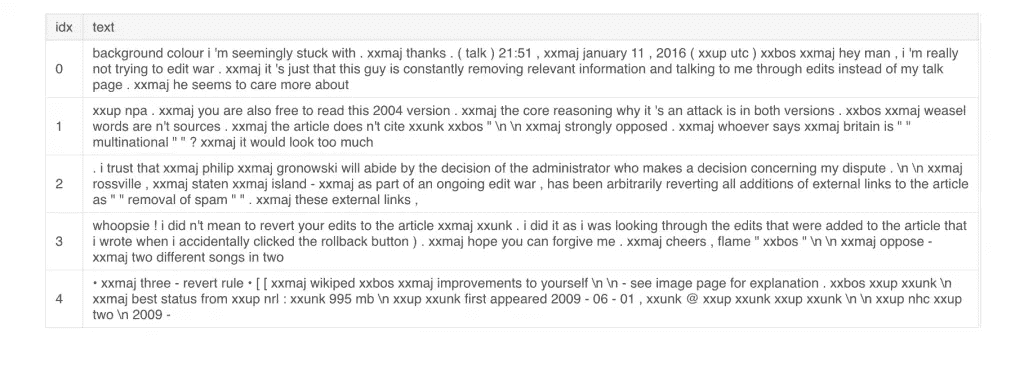 idx text
0 background colour i 'm seemingly stuck with . xxmaj thanks . ( talk ) 21:51 , xxmaj january 11 , 2016 ( xxup utc ) xxbos xxmaj hey man , i 'm really
not trying to edit war . xxmaj it 's just that this guy is constantly removing relevant information and talking to me through edits instead of my talk
page . xxmaj he seems to care more about
1 xxup npa . xxmaj you are also free to read this 2004 version . xxmaj the core reasoning why it 's an attack is in both versions . xxbos xxmaj weasel
words are n't sources . xxmaj the article does n't cite xxunk xxbos " \n \n xxmaj strongly opposed . xxmaj whoever says xxmaj britain is " "
multinational " " ? xxmaj it would look too much
2 . i trust that xxmaj philip xxmaj gronowski will abide by the decision of the administrator who makes a decision concerning my dispute . \n \n xxmaj
rossville , xxmaj staten xxmaj island - xxmaj as part of an ongoing edit war , has been arbitrarily reverting all additions of external links to the article
as " " removal of spam " " . xxmaj these external links ,
3 whoopsie ! i did n't mean to revert your edits to the article xxmaj xxunk . i did it as i was looking through the edits that were added to the article that
i wrote when i accidentally clicked the rollback button ) . xxmaj hope you can forgive me . xxmaj cheers , flame " xxbos " \n \n xxmaj oppose -
xxmaj two different songs in two
4 • xxmaj three - revert rule • [ [ xxmaj wikiped xxbos xxmaj improvements to yourself \n \n - see image page for explanation . xxbos xxup xxunk \n
xxmaj best status from xxup nrl : xxunk 995 mb \n xxup xxunk first appeared 2009 - 06 - 01 , xxunk @ xxup xxunk xxup xxunk \n \n xxup nhc xxup
two \n 2009 -